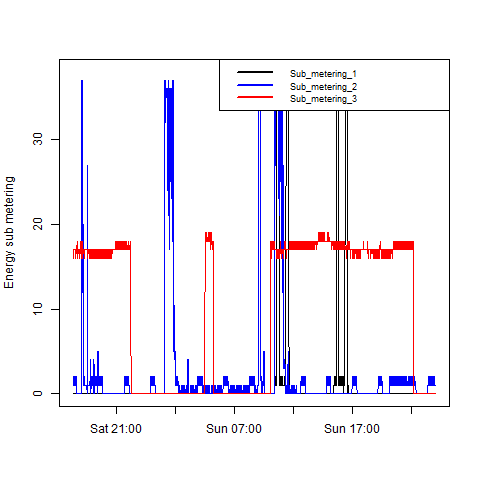 Sub_metering_1
Sub_metering_2
Sub_metering_3
Energy sub metering
30
20
10
0
Sat 21:00 Sun 07:00 Sun 17:00